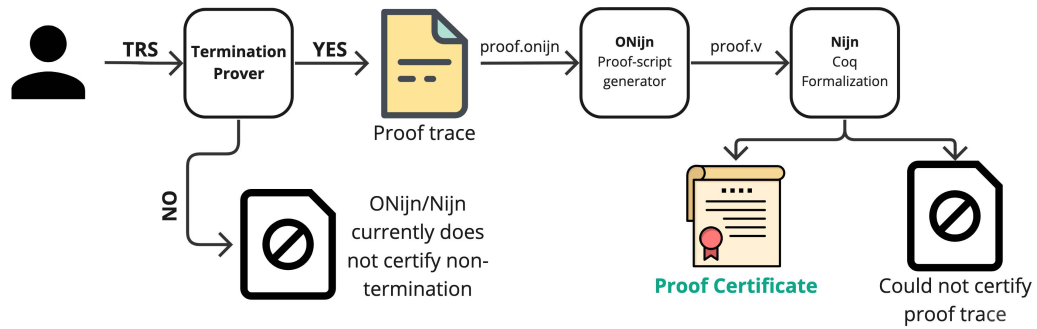 TRS
Termination
Prover
YES
Proof trace
proof.onijn
ONijn
Proof-script
generator
proof.v
Nijn
Coq
Formalization
NO
ONijn/Nijn
currently does
not certify non-
termination
Proof Certificate
Could not certify
proof trace